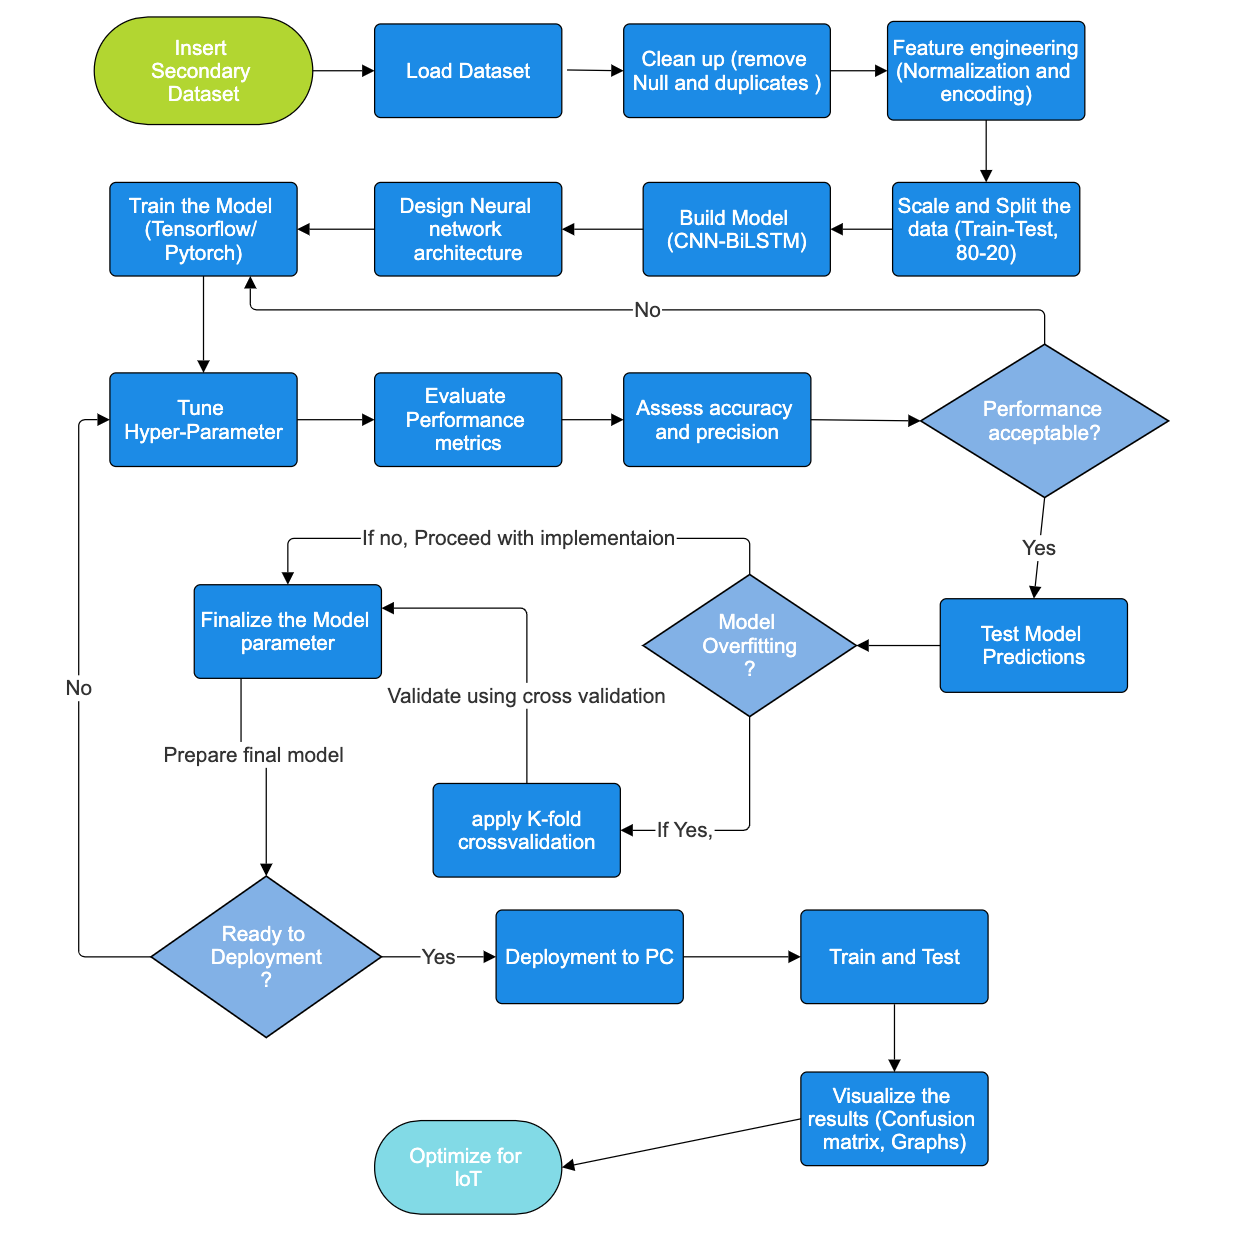 Insert
Secondary
Dataset
Load Dataset
Clean up (remove
Null and duplicates )
Feature engineering
(Normalization and
encoding)
Train the Model
(Tensorflow/
Pytorch)
Design Neural
network
architecture
Build Model
(CNN-BiLSTM)
Scale and Split the
data (Train-Test,
80-20)
No
Tune
Hyper-Parameter
Evaluate
Performance
metrics
Assess accuracy
and precision
Performance
acceptable?
Yes
If no, Proceed with implementaion
Finalize the Model
parameter
Model
Overfitting
?
Test Model
Predictions
No
Validate using cross validation
Prepare final model
apply K-fold
crossvalidation
If Yes,
Ready to
Deployment
?
Yes
Deployment to PC
Train and Test
Visualize the
results (Confusion
matrix, Graphs)
Optimize for
IoT